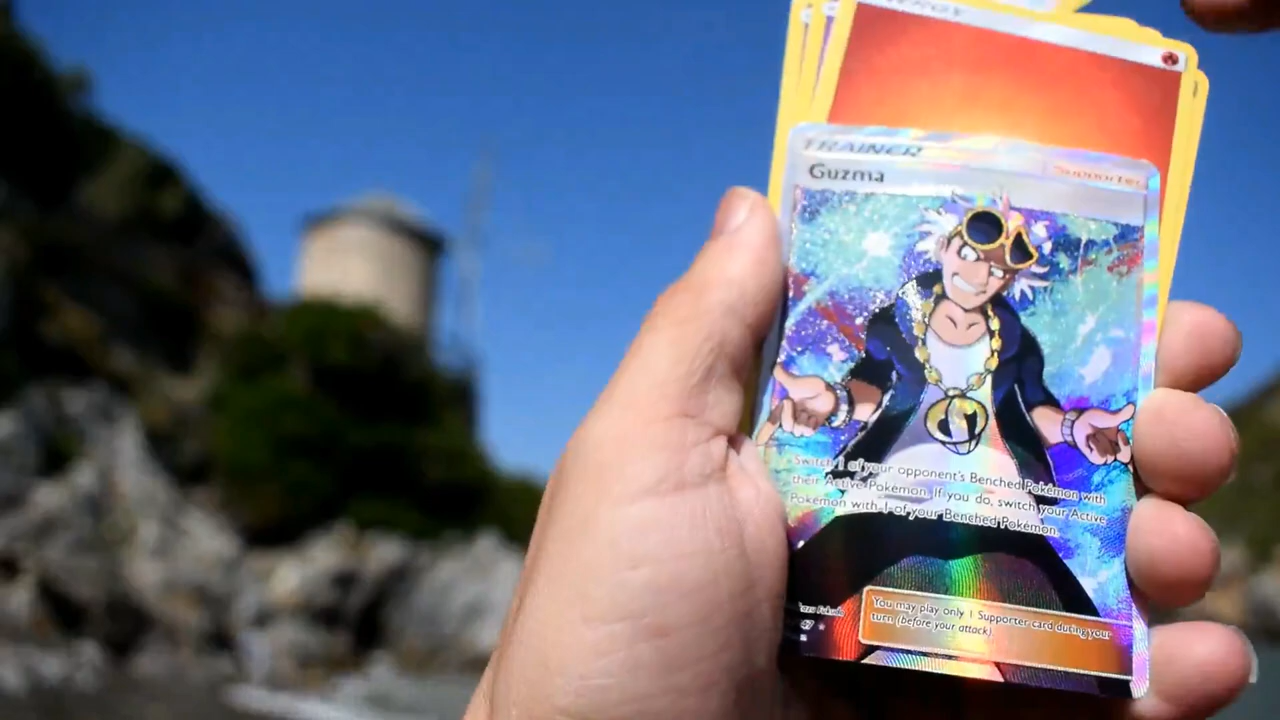 TRAINER
Supporter
Guzma
Switch 1 of your opponent's Benched Pokémon with
their Active Pokémon. If you do, switch your Active
Pokémon with 1 of your Benched Pokémon.
You may play only 1 Supporter card during your
turn (before your attack).